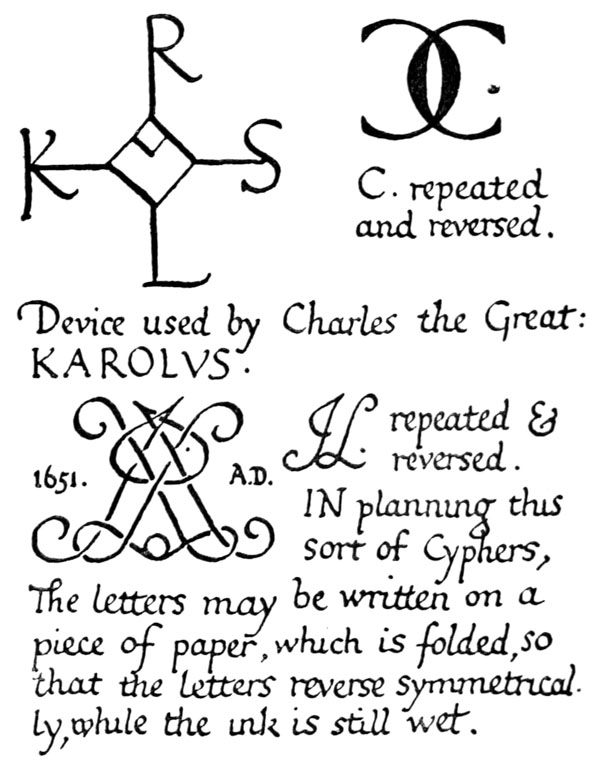 R
K S
L
C. repeated
and reversed.
Device used by Charles the Great:
KAROLVS.
1651. A.D.
repeated &
reversed.
IN planning this
sort of Cyphers,
The letters may be written on a
piece of paper, which is folded, so
that the letters reverse symmetrical-
ly, while the ink is still wet.